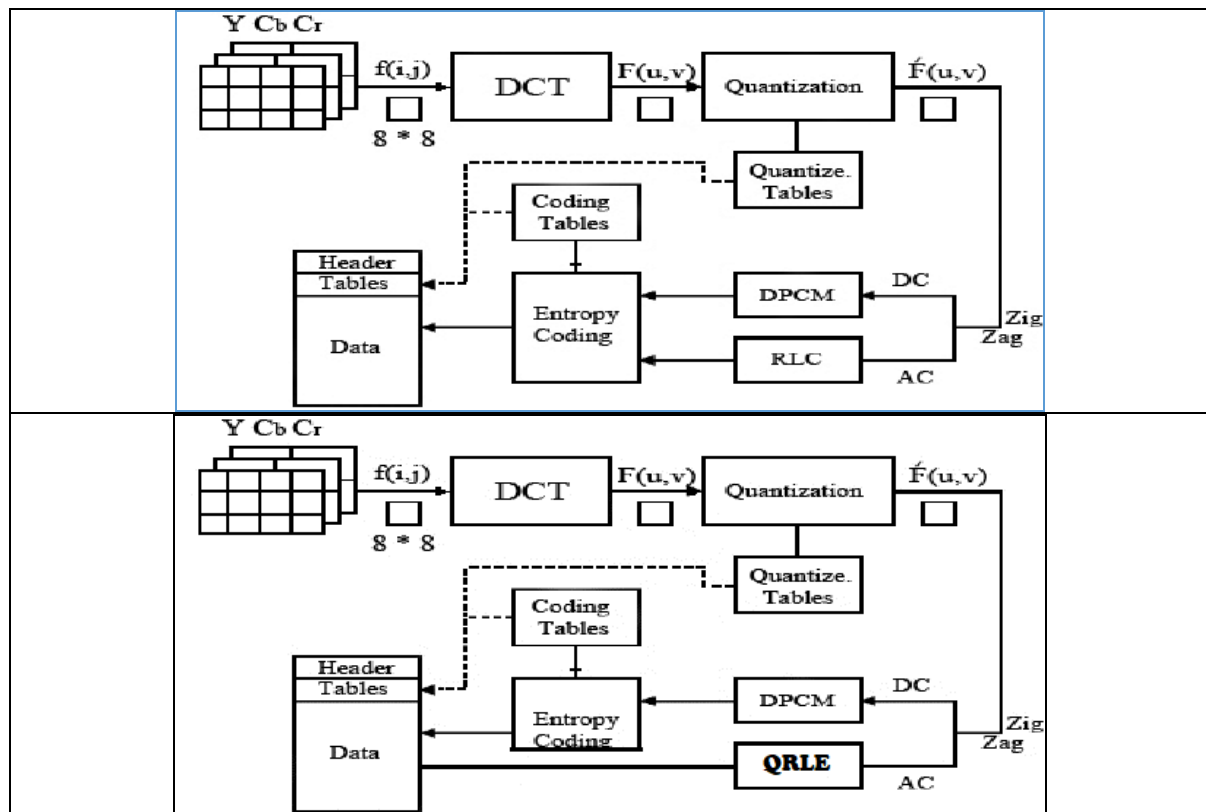 Y Cb Cr
f(i,j)
8 * 8
DCT
F(u,v)
Quantization
F́(u,v)
Quantize.
Tables
Coding
Tables
Header
Tables
Data
Entropy
Coding
DPCM
DC
RLC
AC
Zig
Zag
Y Cb Cr
f(i,j)
8 * 8
DCT
F(u,v)
Quantization
F́(u,v)
Quantize.
Tables
Coding
Tables
Header
Tables
Data
Entropy
Coding
DPCM
DC
QRLE
AC
Zig
Zag